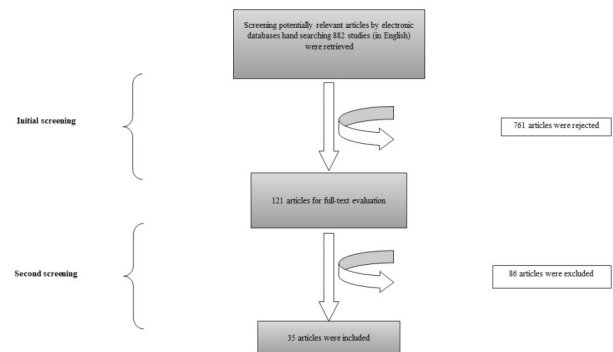 Screening potentially relevant articles by electronic
databases hand searching 882 studies (in English)
were retrieved
Initial screening
761 articles were rejected
121 articles for full-text evaluation
Second screening
86 articles were excluded
35 articles were included